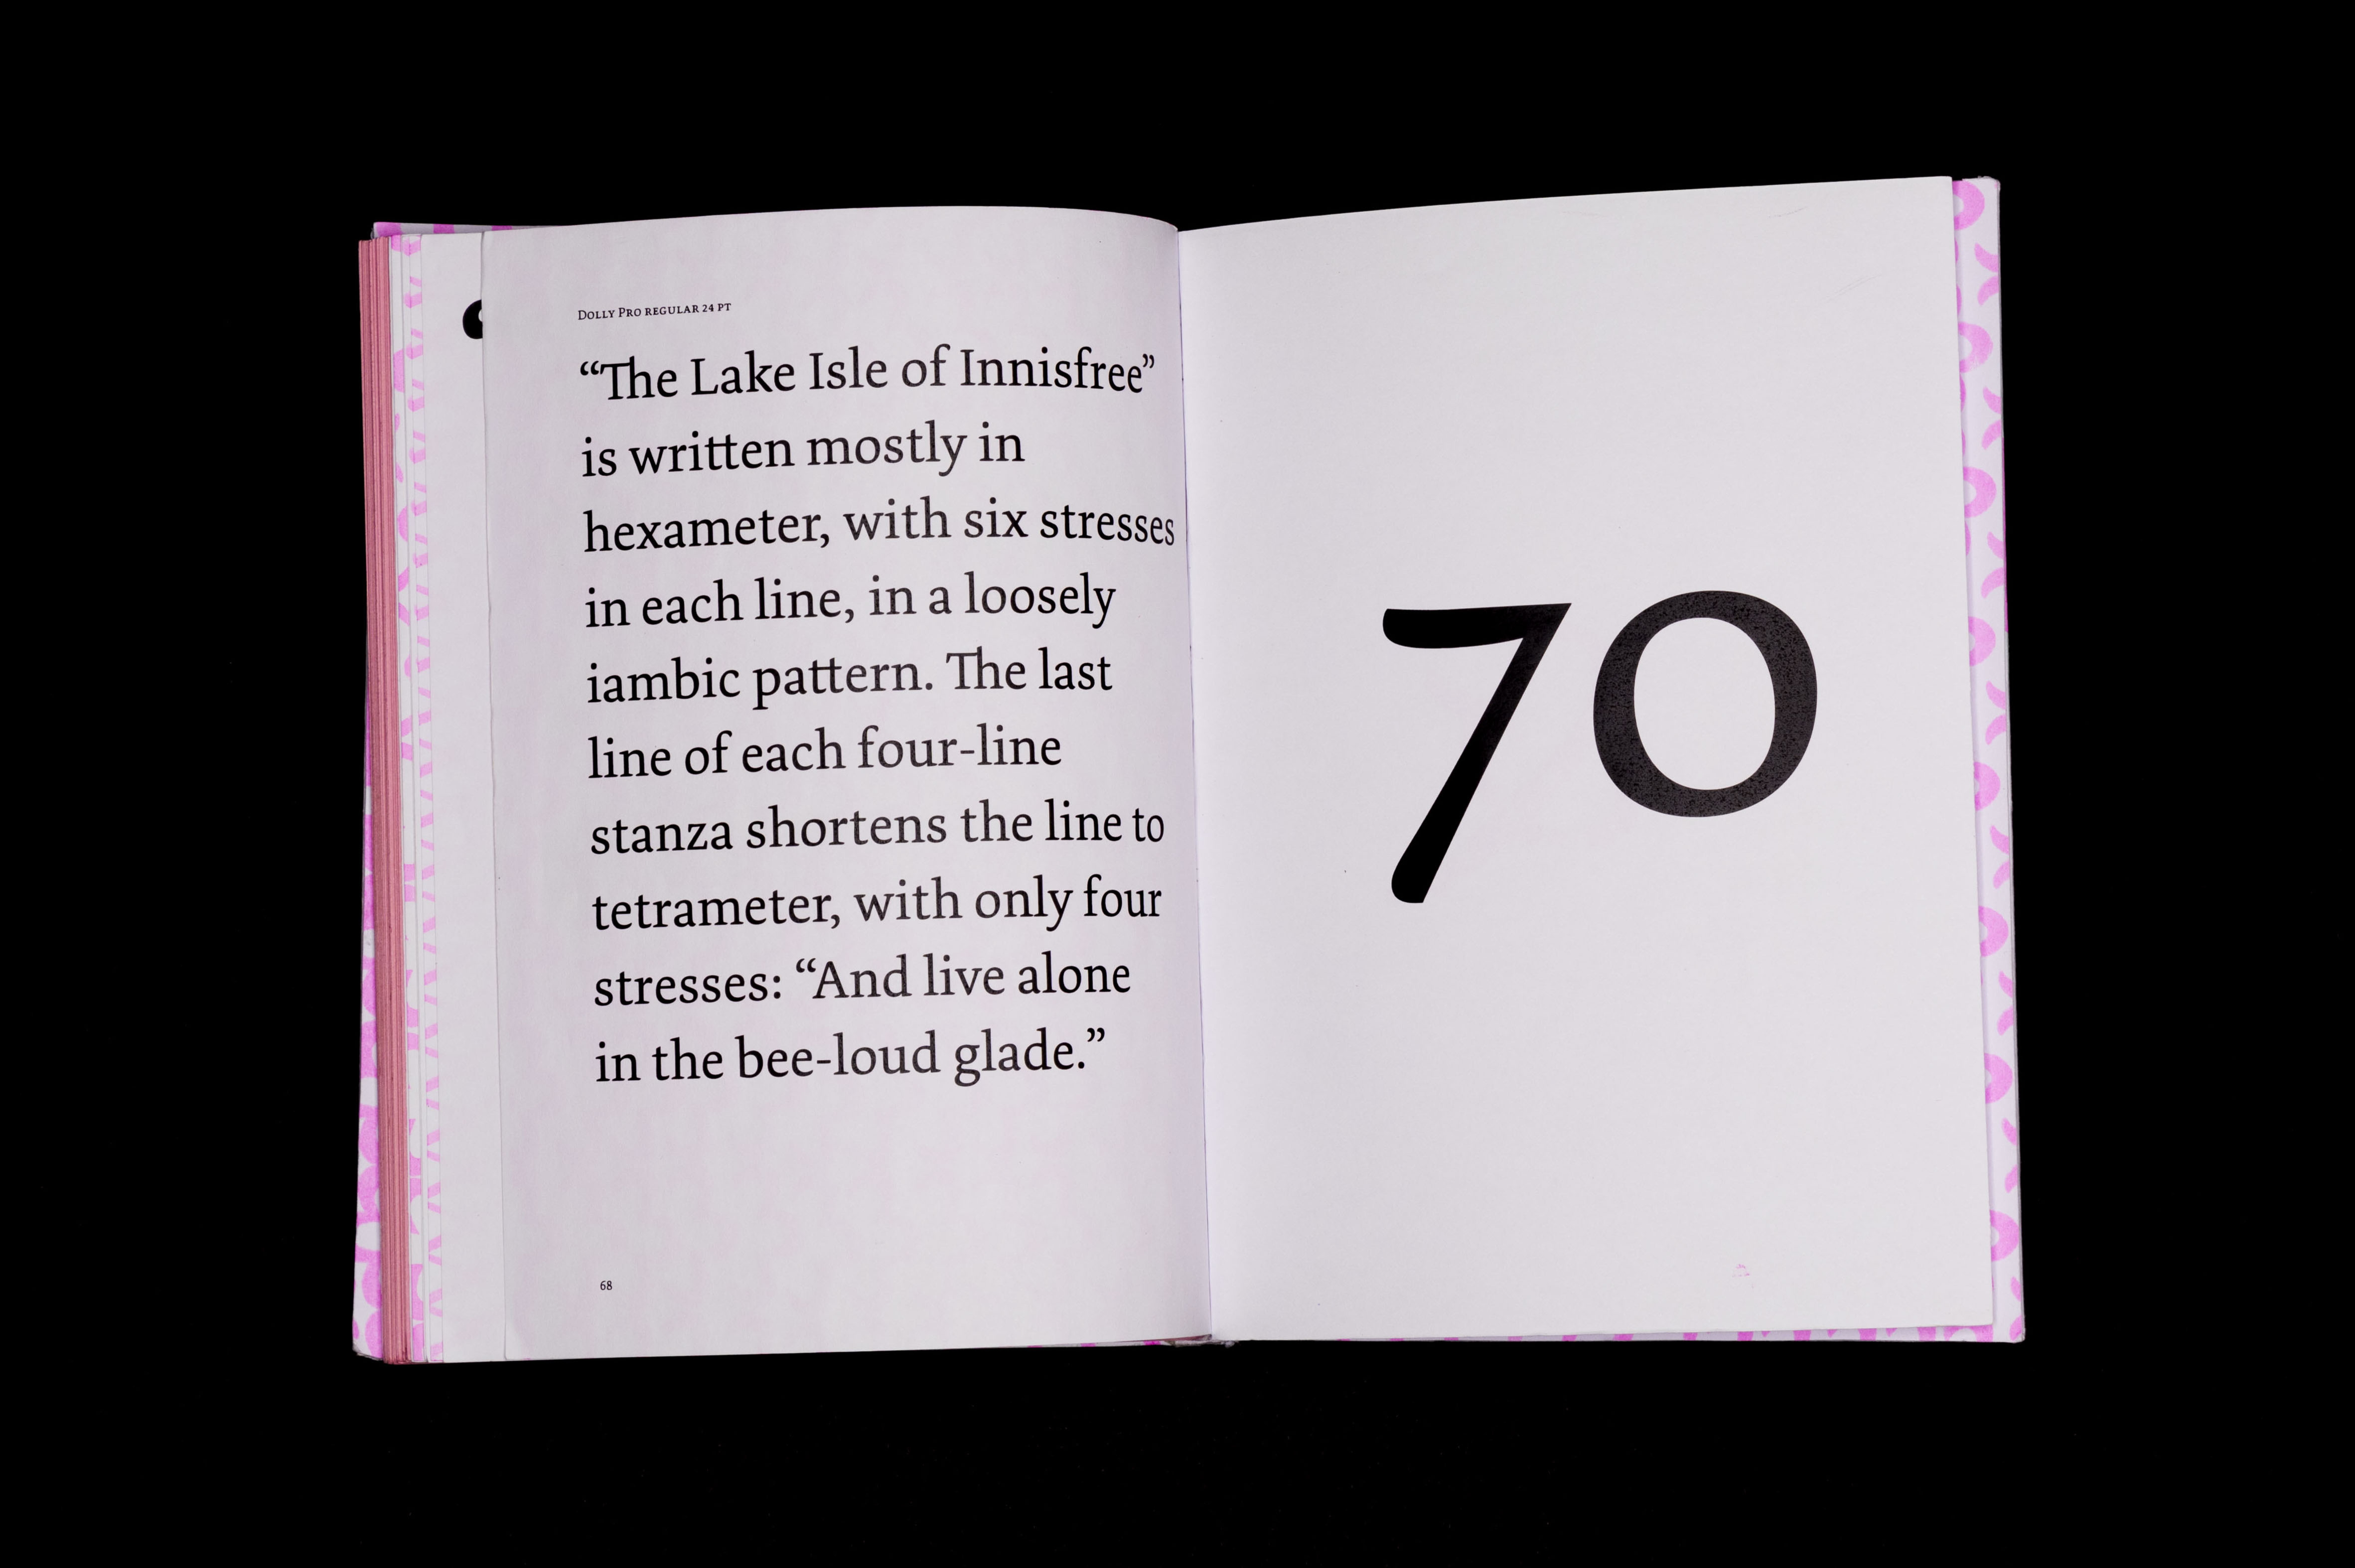 Dolly Pro regular 24 pt
“The Lake Isle of Innisfree”
is written mostly in
hexameter, with six stresses
in each line, in a loosely
iambic pattern. The last
line of each four-line
stanza shortens the line to
tetrameter, with only four
stresses: “And live alone
in the bee-loud glade.”
68
70